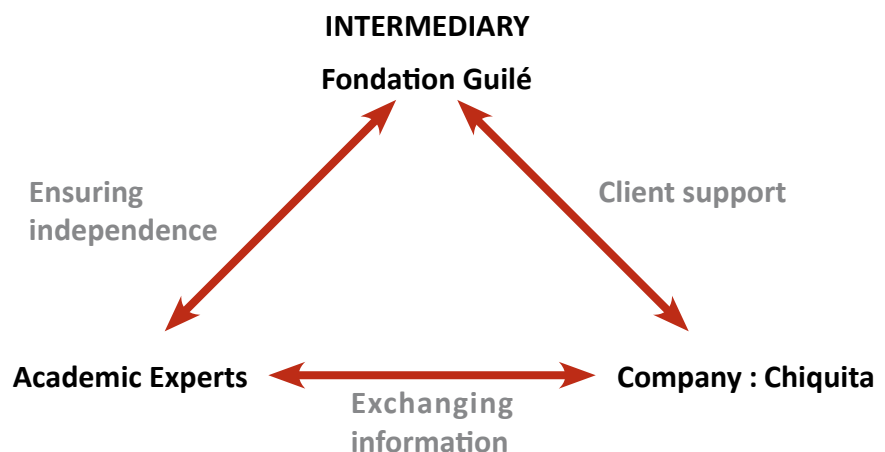 INTERMEDIARY
Fondation Guilé
Ensuring
independence
Client support
Academic Experts
Company : Chiquita
Exchanging
information